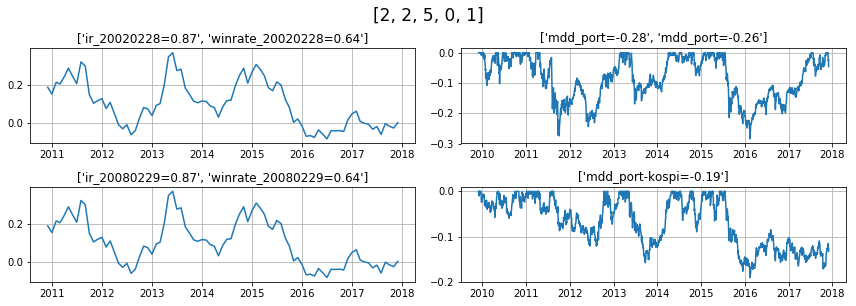 [2, 2, 5, 0, 1]
['ir_20020228=0.87', 'winrate_20020228=0.64']
0.2
0.0
2011 2012 2013 2014 2015 2016 2017 2018
['mdd_port=-0.28', 'mdd_port=-0.26']
0.0
−0.1
−0.2
−0.3
2010 2011 2012 2013 2014 2015 2016 2017 2018
['ir_20080229=0.87', 'winrate_20080229=0.64']
0.2
0.0
2011 2012 2013 2014 2015 2016 2017 2018
['mdd_port-kospi=-0.19']
0.0
−0.1
−0.2
2010 2011 2012 2013 2014 2015 2016 2017 2018